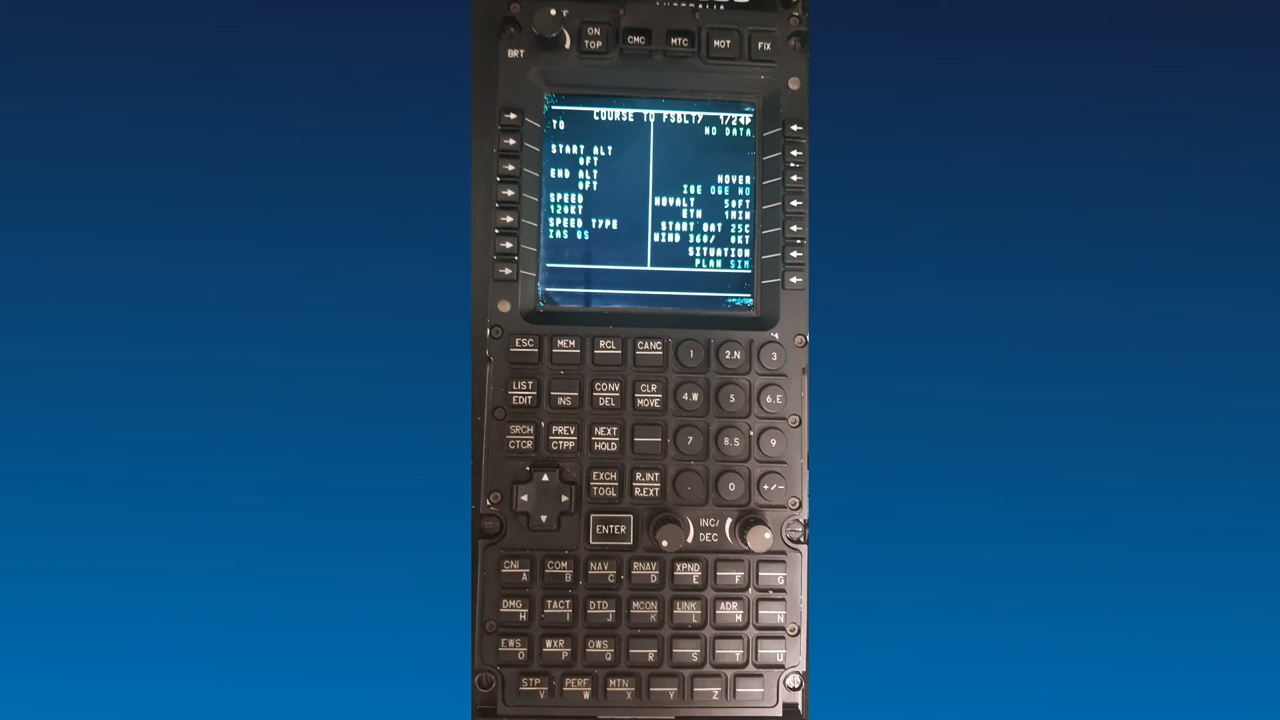 ON
TOP
CMC
MTC
MOT
FIX
BRT
COURSE TO FSBLTY 1/2
TO
NO DATA
START ALT
0FT
END ALT
0FT
HOVER
IGE OGE NO
SPEED
120KT
HOVALT 50FT
ETH 1MIN
SPEED TYPE
IAS GS
START OAT 25C
WIND 360/ 0KT
SITUATION
PLAN SIM
ESC
MEM
RCL
CANC
1
2.N
3
LIST
EDIT
INS
CONV
DEL
CLR
MOVE
4.W
5
6.E
SRCH
CTCR
PREV
CTPP
NEXT
HOLD
7
8.S
9
EXCH
TOGL
R.INT
R.EXT
.
0
+/-
ENTER
INC/
DEC
CNI
A
COM
B
NAV
C
RNAV
D
XPND
E
F
G
DMG
H
TACT
I
DTD
J
MCON
K
LINK
L
ADR
M
N
EWS
O
WXR
P
OWS
Q
R
S
T
U
STP
V
PERF
W
MTN
X
Y
Z